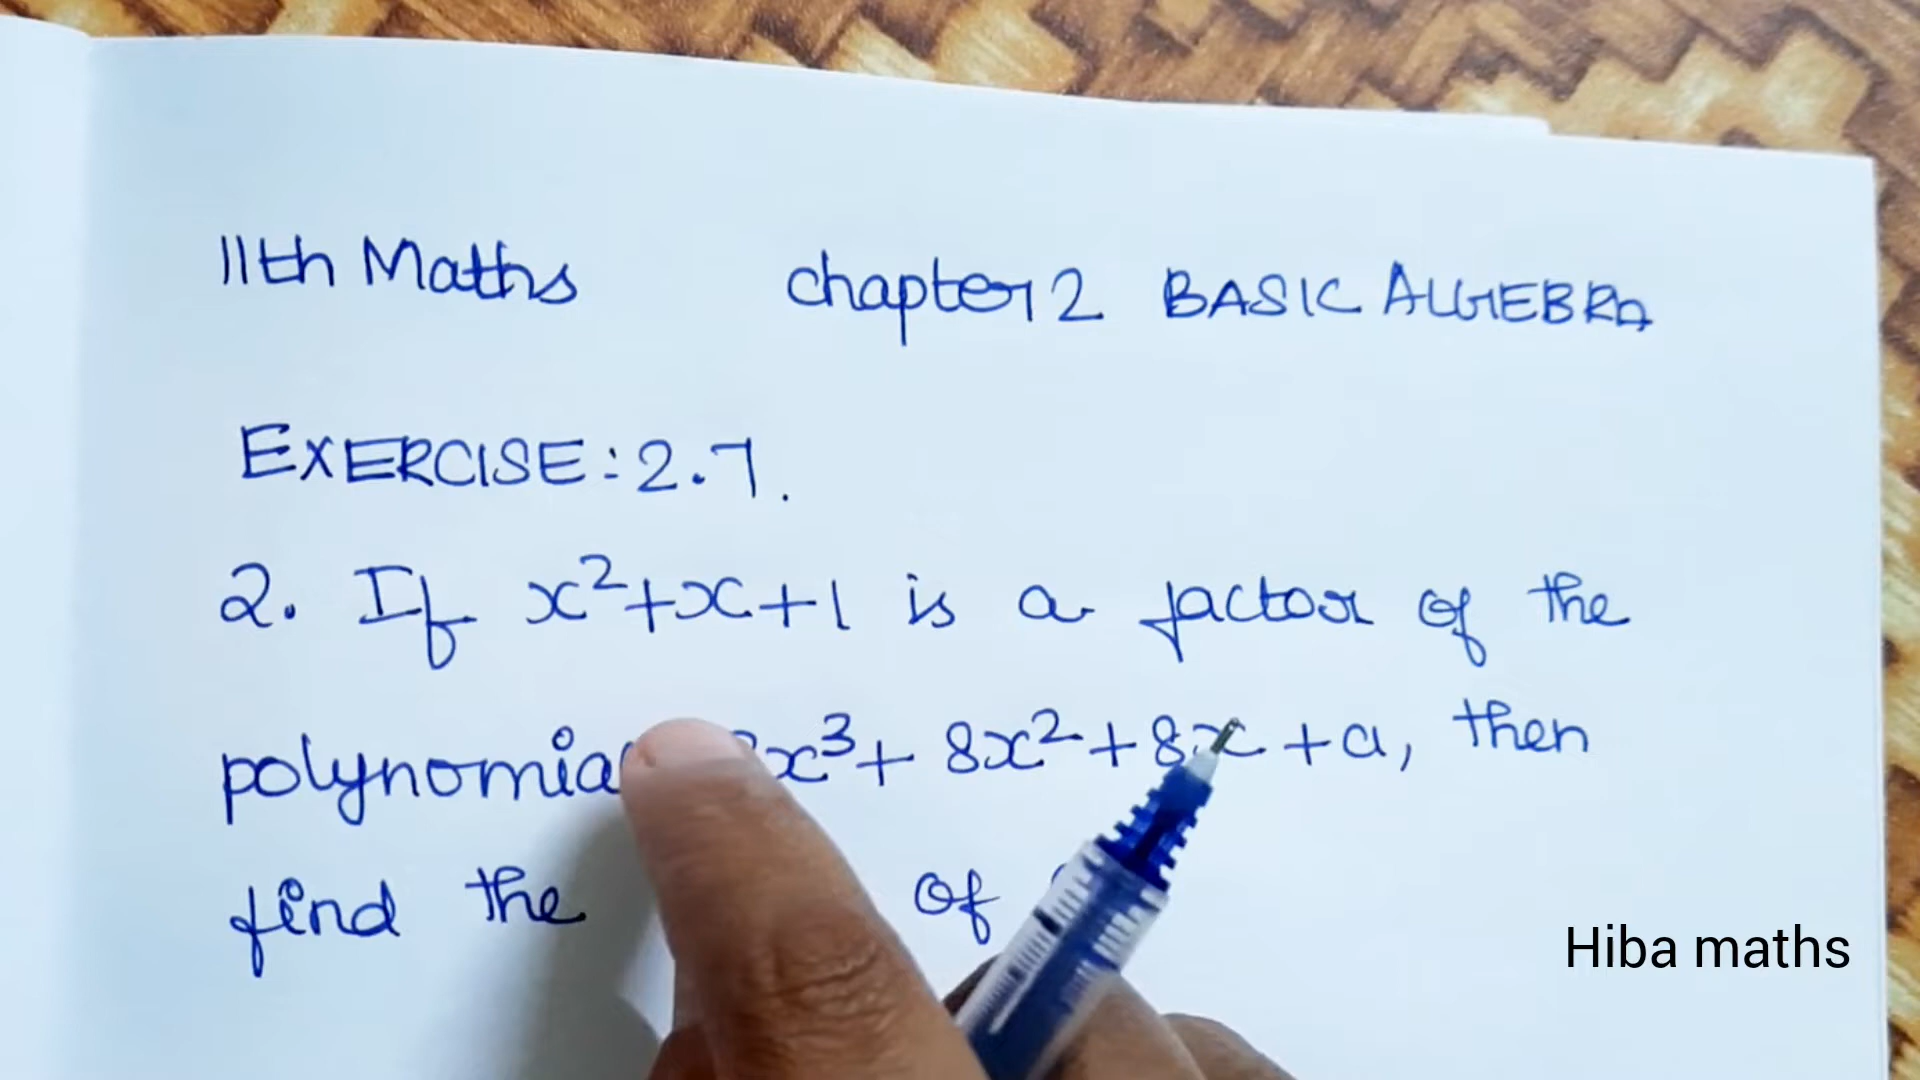 11th Maths chapter 2 BASIC ALGEBRA
EXERCISE: 2.7.
2. If x²+x+1 is a factor of the
x³+ 8x²+8x+a, then
find the of
Hiba maths